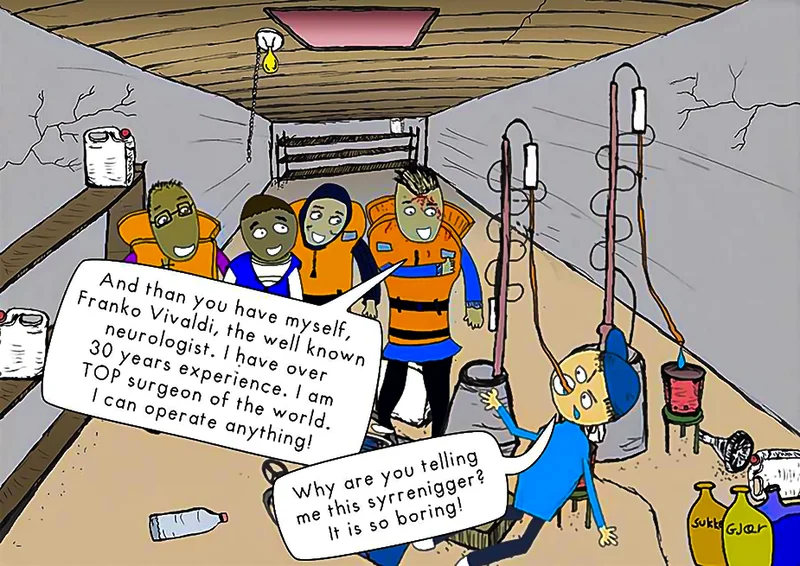 And than you have myself,
Franko Vivaldi, the well known
neurologist. I have over
30 years experience. I am
TOP surgeon of the world.
I can operate anything!
Why are you telling
me this syrrenigger?
It is so boring!
Gjær